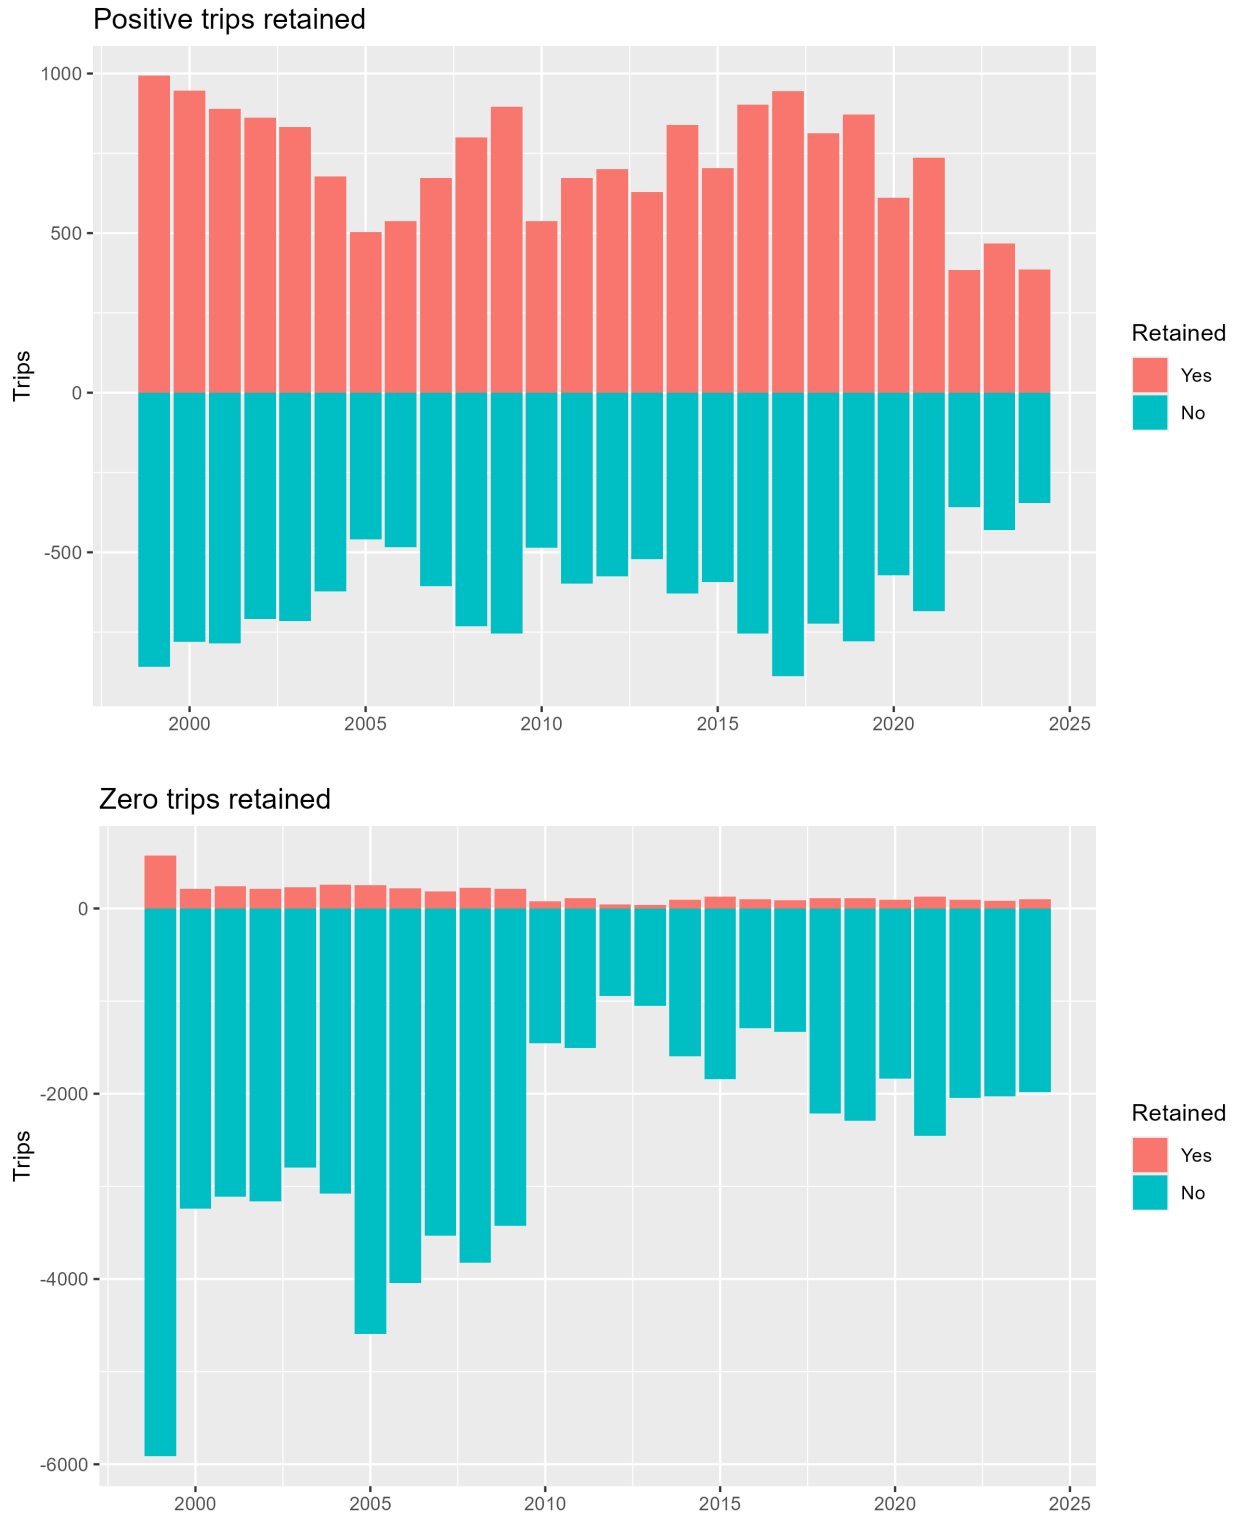 Positive trips retained
1000
500
0
-500
Trips
2000 2005 2010 2015 2020 2025
Retained
Yes
No
Zero trips retained
0
-2000
-4000
-6000
Trips
2000 2005 2010 2015 2020 2025
Retained
Yes
No